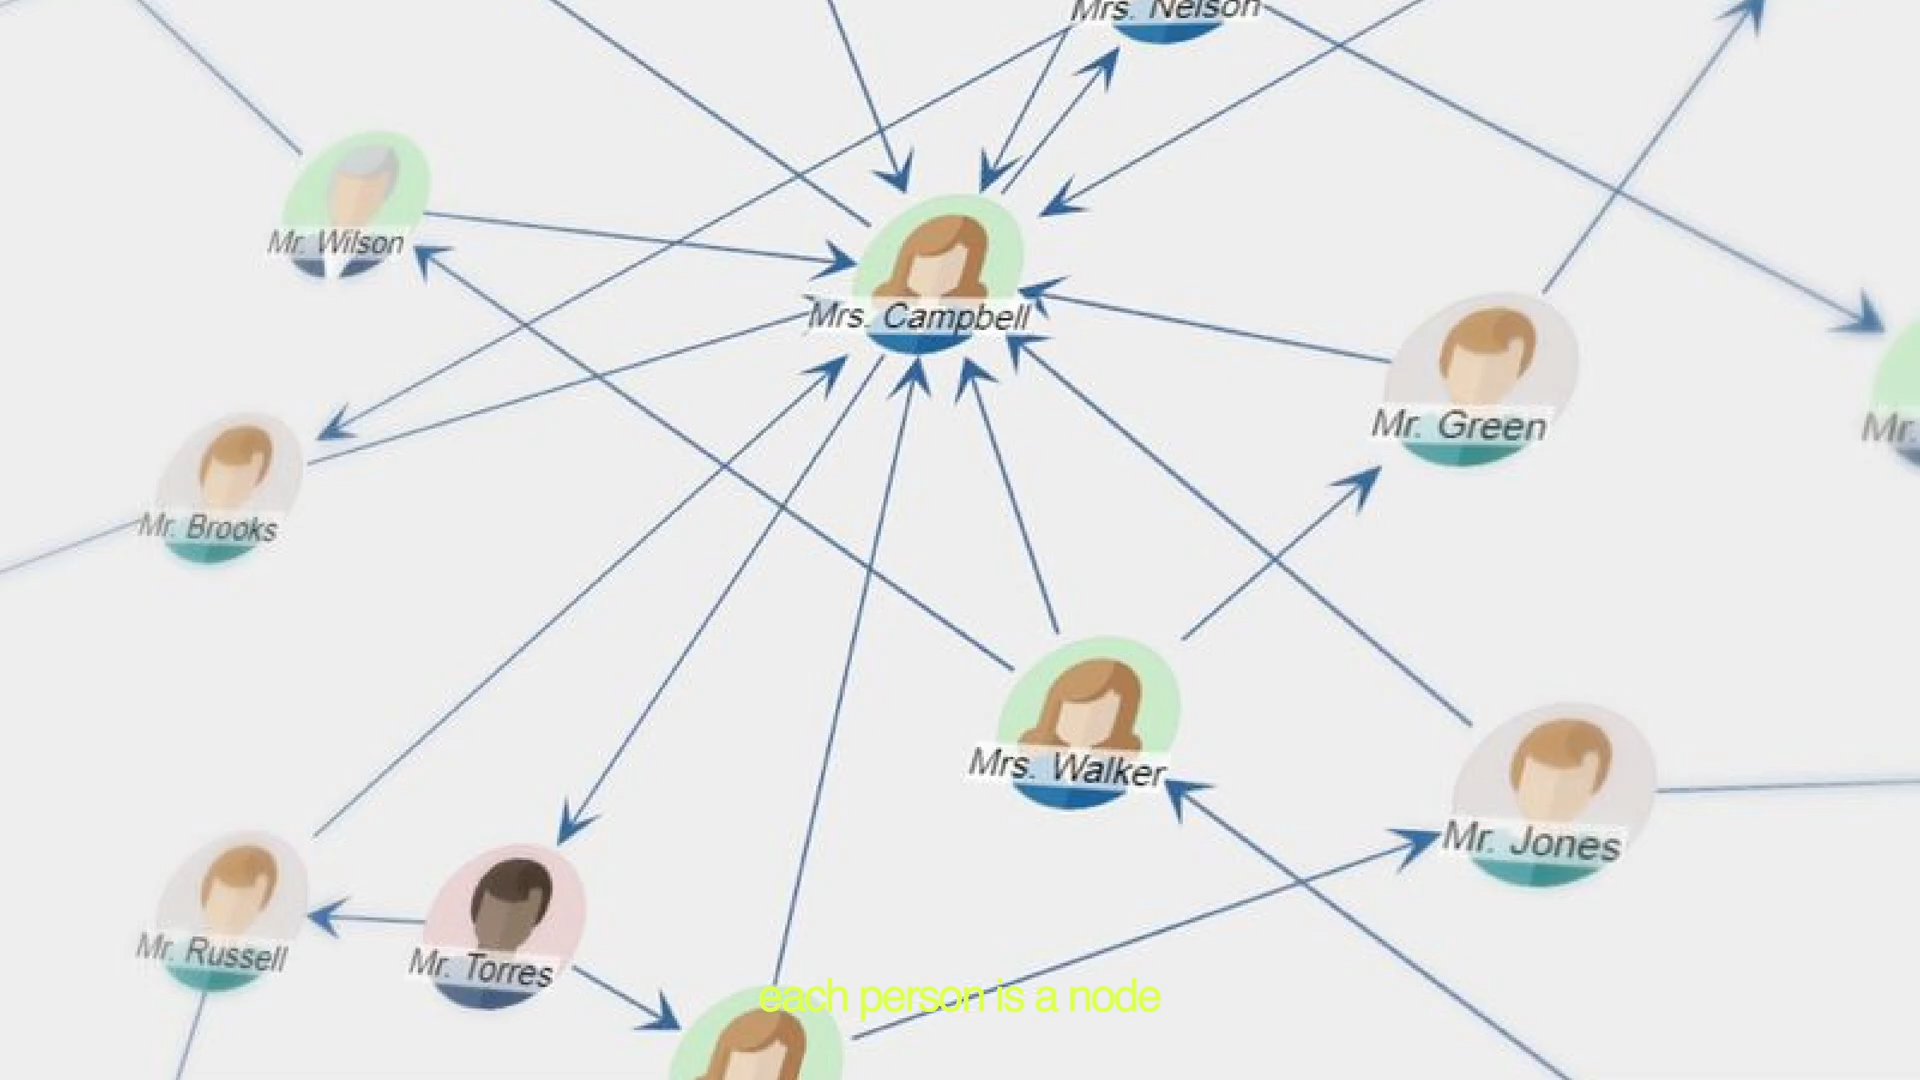 Mrs. Nelson
Mr. Wilson
Mrs. Campbell
Mr. Green
Mr.
Mr. Brooks
Mrs. Walker
Mr. Jones
Mr. Russell
Mr. Torres
each person is a node